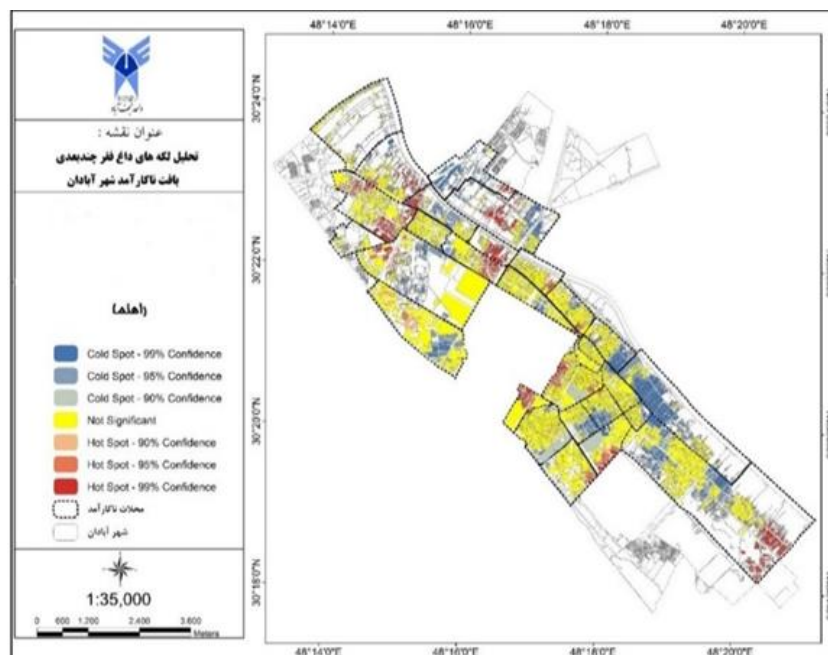 48°14'0"E 48°16'0"E 48°18'0"E 48°20'0"E
عنوان نقشه :
تحلیل لکه های داغ فقر چندبعدی
بافت ناکارآمد شهر آبادان
راهنما
Cold Spot - 99% Confidence
Cold Spot - 95% Confidence
Cold Spot - 90% Confidence
Not Significant
Hot Spot - 90% Confidence
Hot Spot - 95% Confidence
Hot Spot - 99% Confidence
محلات ناکارآمد
شهر آبادان
1:35,000
0 600 1,200 2,400 3,600
Meters
30°24'0"N
30°22'0"N
30°20'0"N
30°18'0"N
48°14'0"E 48°16'0"E 48°18'0"E 48°20'0"E